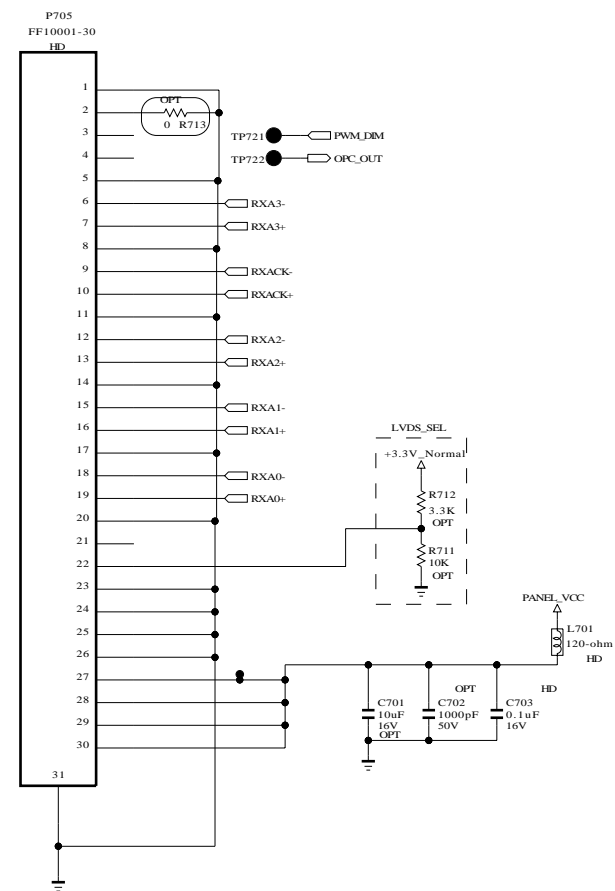 P705
FF10001-30
HD
1
OPT
2
0 R713
3
TP721
PWM_DIM
4
TP722
OPC_OUT
5
6
RXA3-
7
RXA3+
8
9
RXACK-
10
RXACK+
11
12
RXA2-
13
RXA2+
14
15
RXA1-
16
RXA1+
17
18
RXA0-
19
RXA0+
20
21
22
23
24
25
26
27
28
29
30
31
LVDS_SEL
+3.3V_Normal
R712
3.3K
OPT
R711
10K
OPT
PANEL_VCC
L701
120-ohm
HD
OPT
HD
C701
10uF
16V
OPT
C702
1000pF
50V
C703
0.1uF
16V